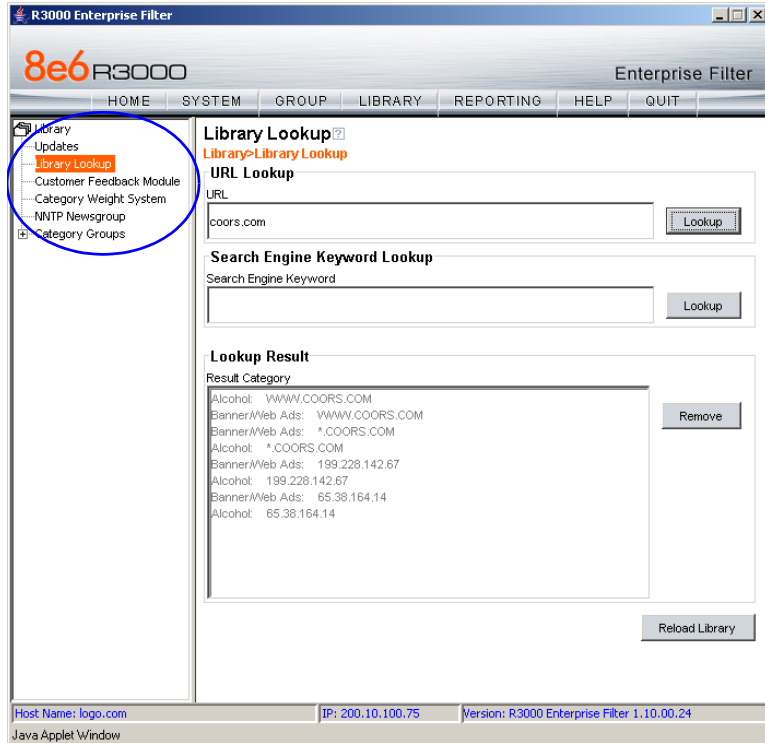 R3000 Enterprise Filter
8e6 R3000
Enterprise Filter
HOME SYSTEM GROUP LIBRARY REPORTING HELP QUIT
Library
Updates
Library Lookup
Customer Feedback Module
Category Weight System
NNTP Newsgroup
Category Groups
Library Lookup ?
Library>Library Lookup
URL Lookup
URL
coors.com
Lookup
Search Engine Keyword Lookup
Search Engine Keyword
Lookup
Lookup Result
Result Category
Alcohol: WWW.COORS.COM
Banner/Web Ads: WWW.COORS.COM
Banner/Web Ads: *.COORS.COM
Alcohol: *.COORS.COM
Banner/Web Ads: 199.228.142.67
Alcohol: 199.228.142.67
Banner/Web Ads: 65.38.164.14
Alcohol: 65.38.164.14
Remove
Reload Library
Host Name: logo.com
IP: 200.10.100.75
Version: R3000 Enterprise Filter 1.10.00.24
Java Applet Window